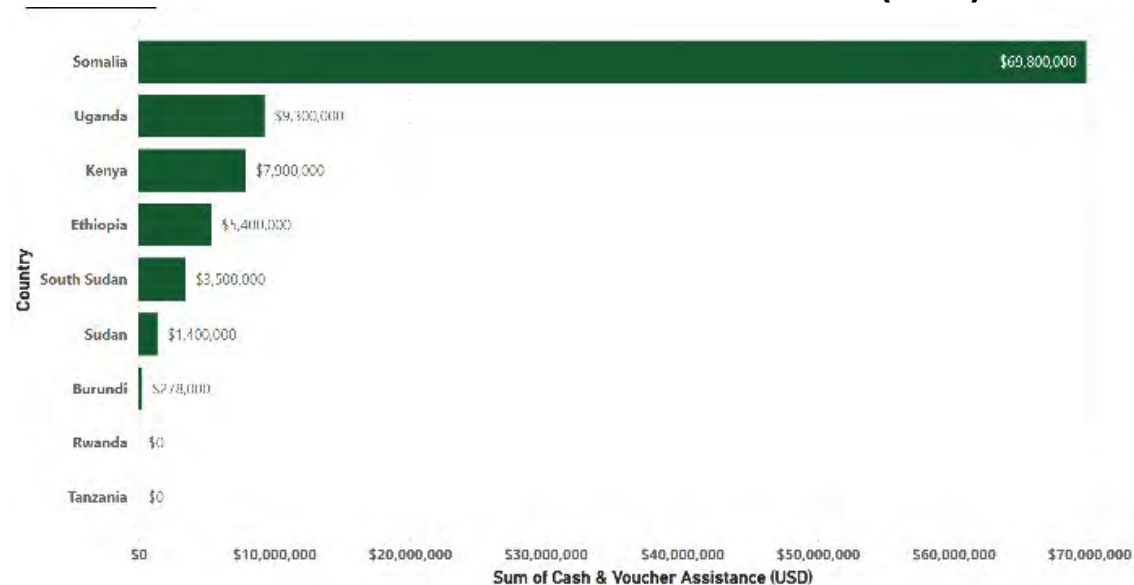 Somalia $69,800,000
Uganda $9,300,000
Kenya $7,900,000
Ethiopia $5,400,000
South Sudan $3,500,000
Sudan $1,400,000
Burundi $278,000
Rwanda $0
Tanzania $0
Country
$0 $10,000,000 $20,000,000 $30,000,000 $40,000,000 $50,000,000 $60,000,000 $70,000,000
Sum of Cash & Voucher Assistance (USD)